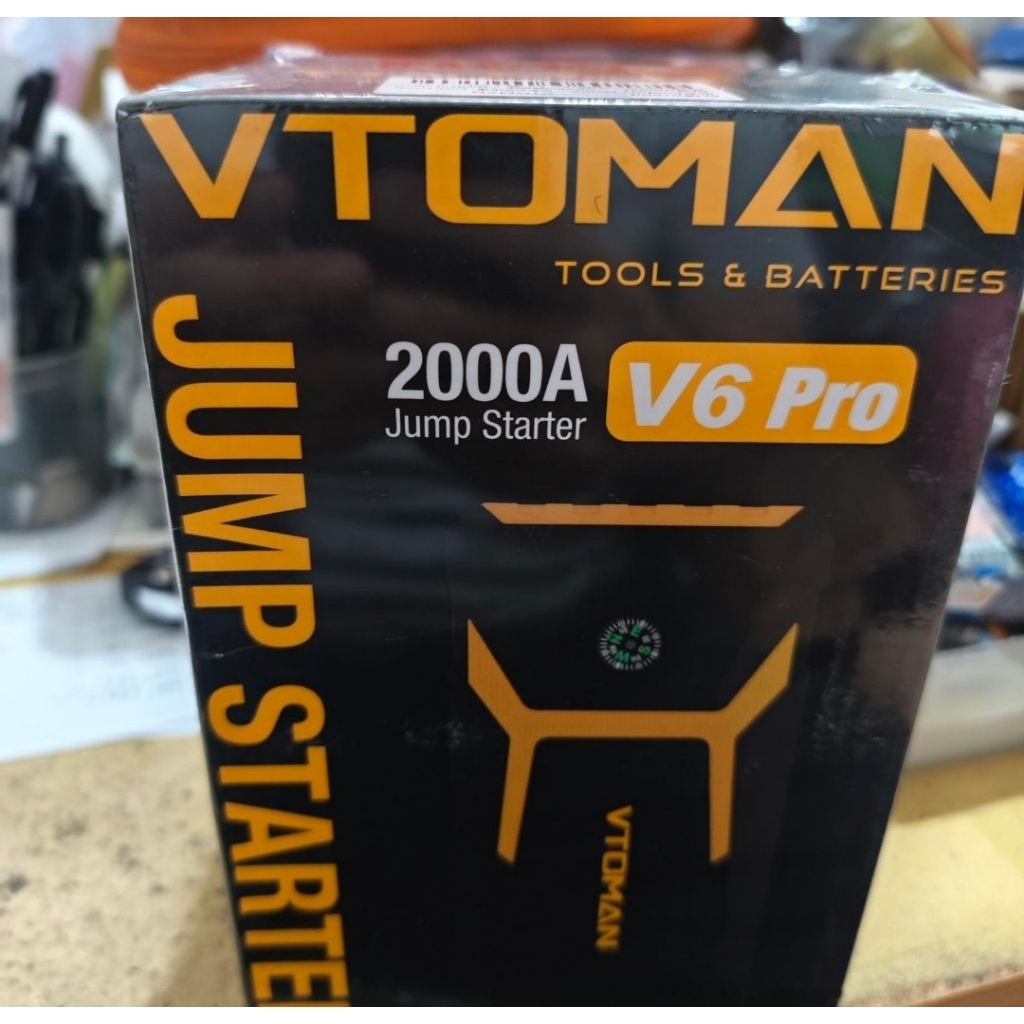 VTOMAN
TOOLS & BATTERIES
JUMP STARTE
2000A
Jump Starter
V6 Pro
VTOMAN